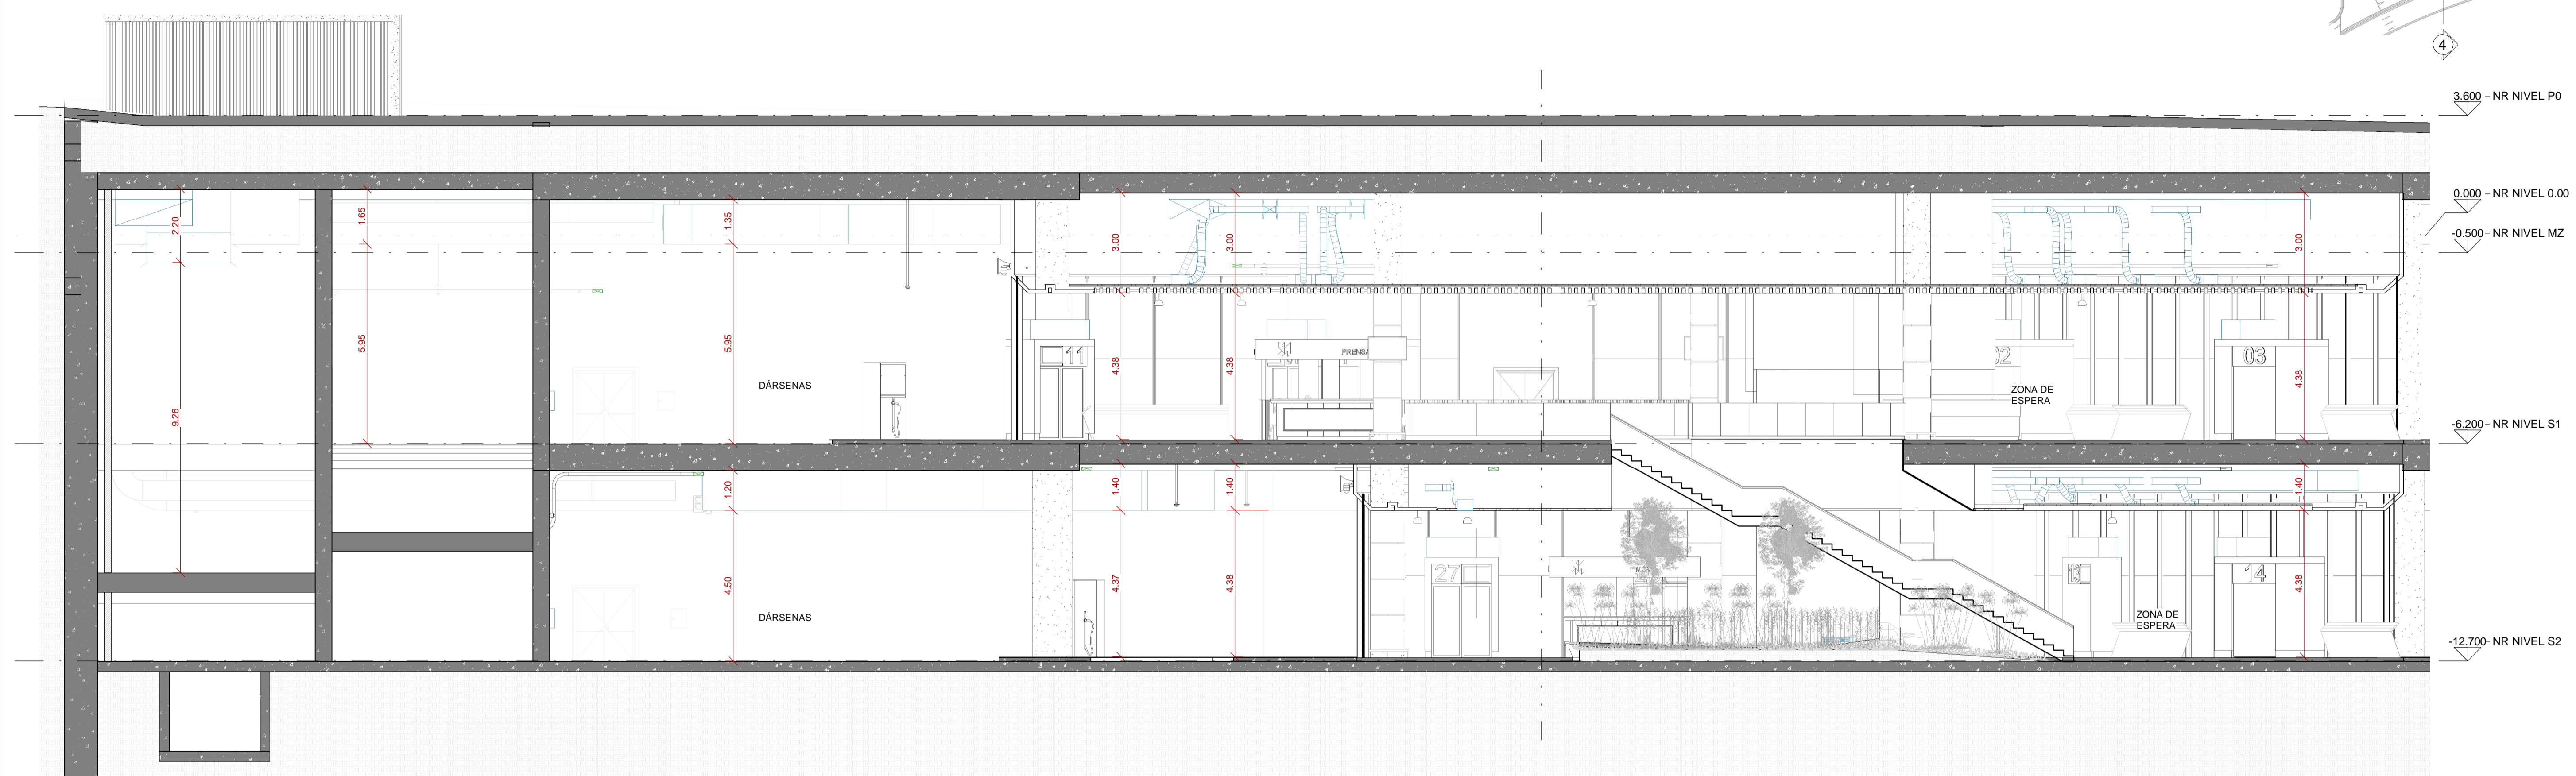 4
3.600 - NR NIVEL P0
0.000 - NR NIVEL 0.00
-0.500 - NR NIVEL MZ
2.20
1.65
1.35
3.00
3.00
3.00
9.26
5.95
5.95
4.38
4.38
4.38
11
PRENSA
02
03
DÁRSENAS
ZONA DE
ESPERA
-6.200 - NR NIVEL S1
1.20
1.40
1.40
1.40
4.50
4.37
4.38
4.38
27
13
14
DÁRSENAS
ZONA DE
ESPERA
-12.700 - NR NIVEL S2